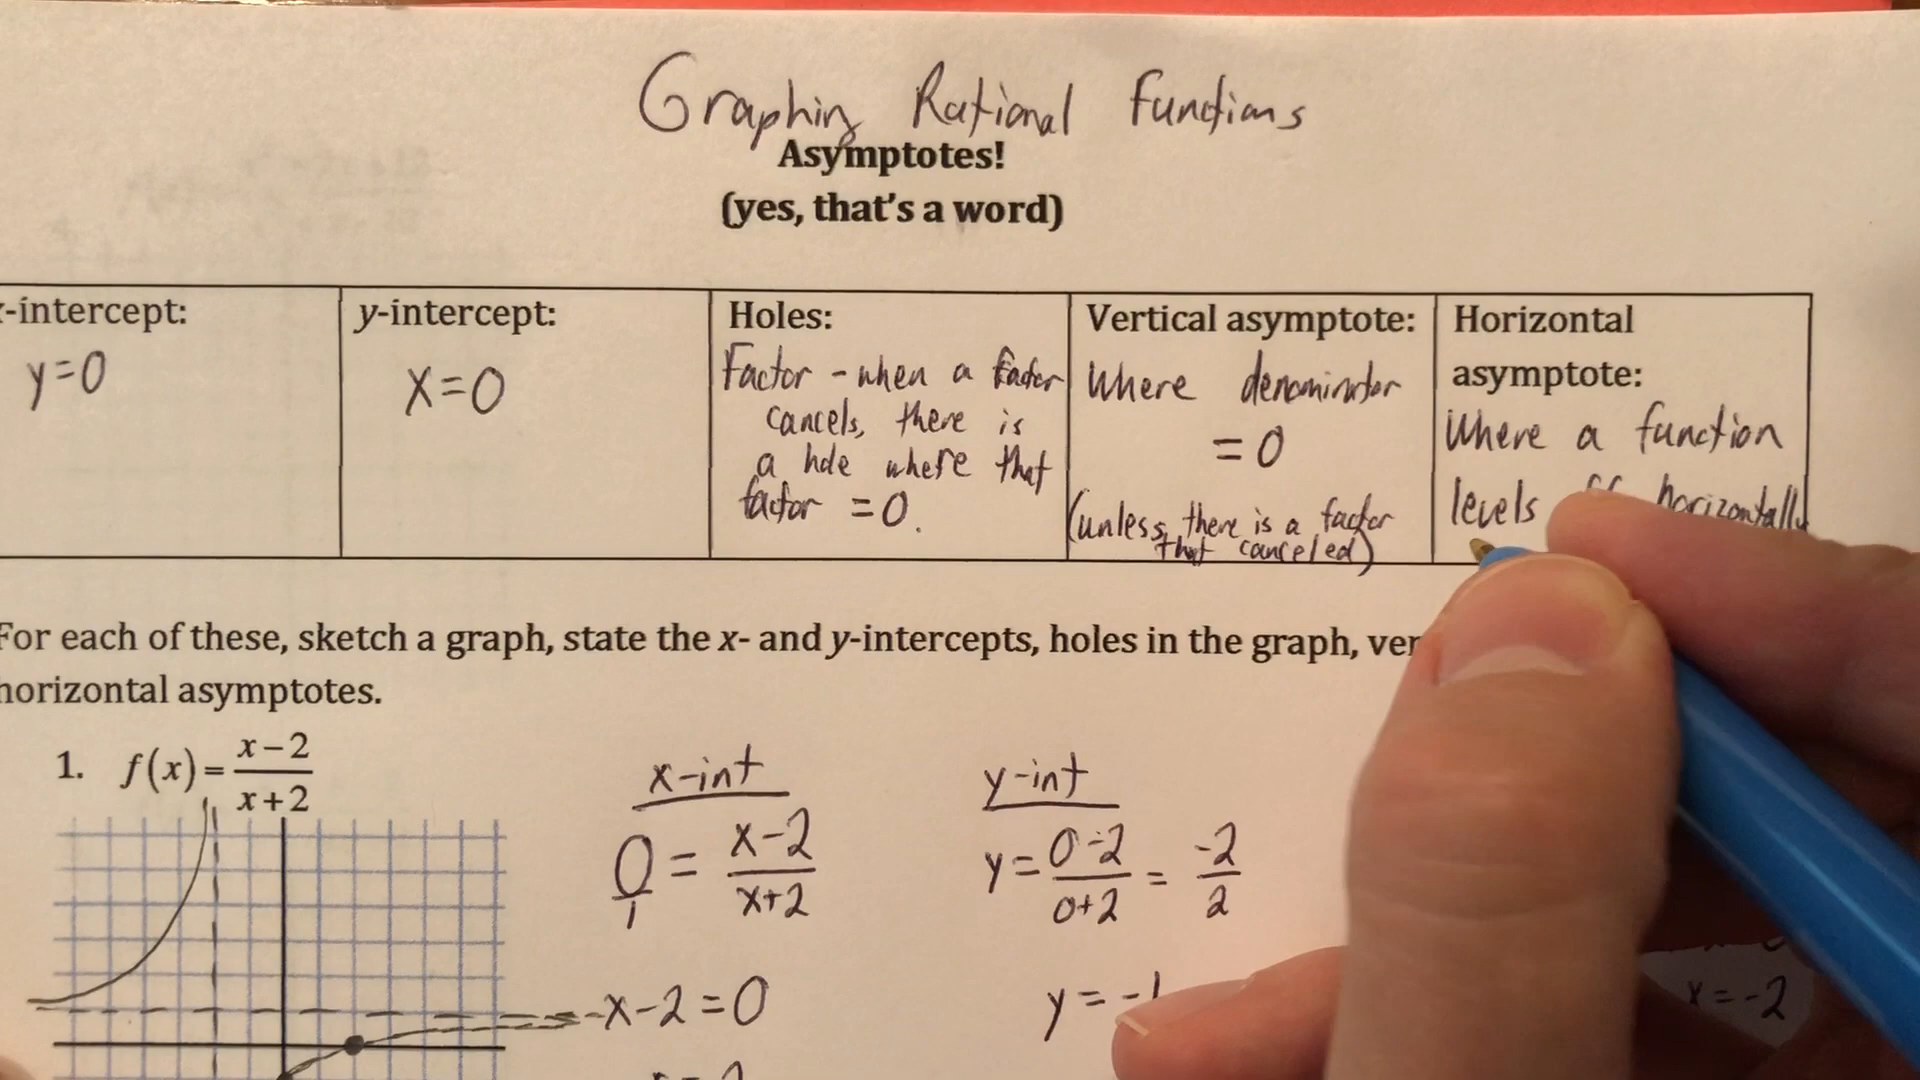 Graphing Rational Functions
Asymptotes!
(yes, that's a word)
-intercept:
y=0
y-intercept:
x=0
Holes:
Factor - when a factor
cancels, there is
a hole where that
factor = 0.
Vertical asymptote:
Where denominator
= 0
(unless there is a factor
that canceled)
Horizontal
asymptote:
Where a function
levels off horizontally
For each of these, sketch a graph, state the x- and y-intercepts, holes in the graph, ver
horizontal asymptotes.
1. f(x) = x-2 / x+2
x-int
0/1 = x-2 / x+2
x-2=0
y-int
y = 0-2 / 0+2 = -2/2
y = -1
x = -2